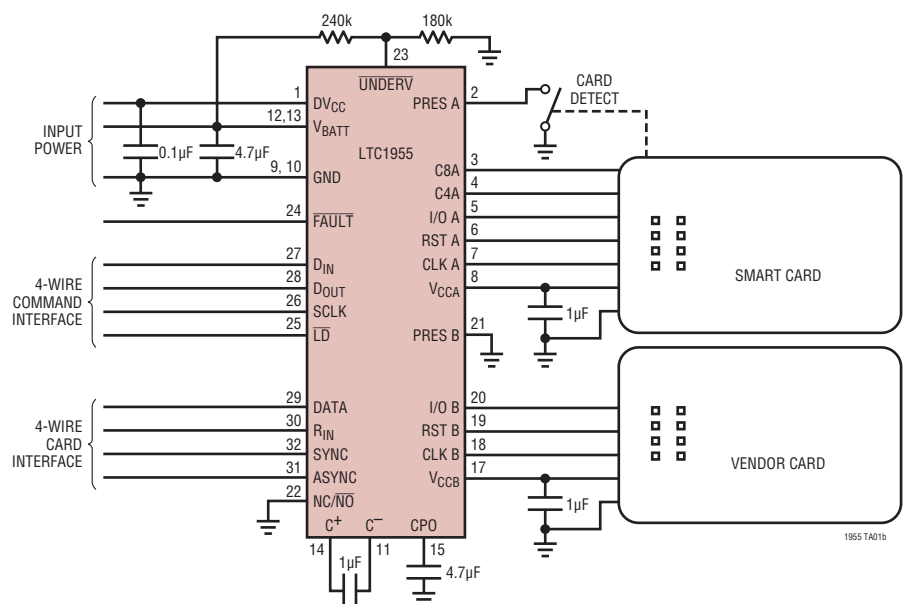 240k
180k
23
UNDERV
1
DVCC
PRES A
2
CARD
DETECT
12,13
VBATT
INPUT
POWER
0.1µF
4.7µF
LTC1955
9, 10
GND
C8A
3
C4A
4
24
FAULT
I/O A
5
RST A
6
27
DIN
CLK A
7
28
DOUT
VCCA
8
SMART CARD
4-WIRE
COMMAND
INTERFACE
26
SCLK
1µF
25
LD
PRES B
21
29
DATA
I/O B
20
4-WIRE
CARD
INTERFACE
30
RIN
RST B
19
32
SYNC
CLK B
18
31
ASYNC
VCCB
17
VENDOR CARD
22
NC/NO
1µF
C+
C–
CPO
14
11
15
1µF
4.7µF
1955 TA01b